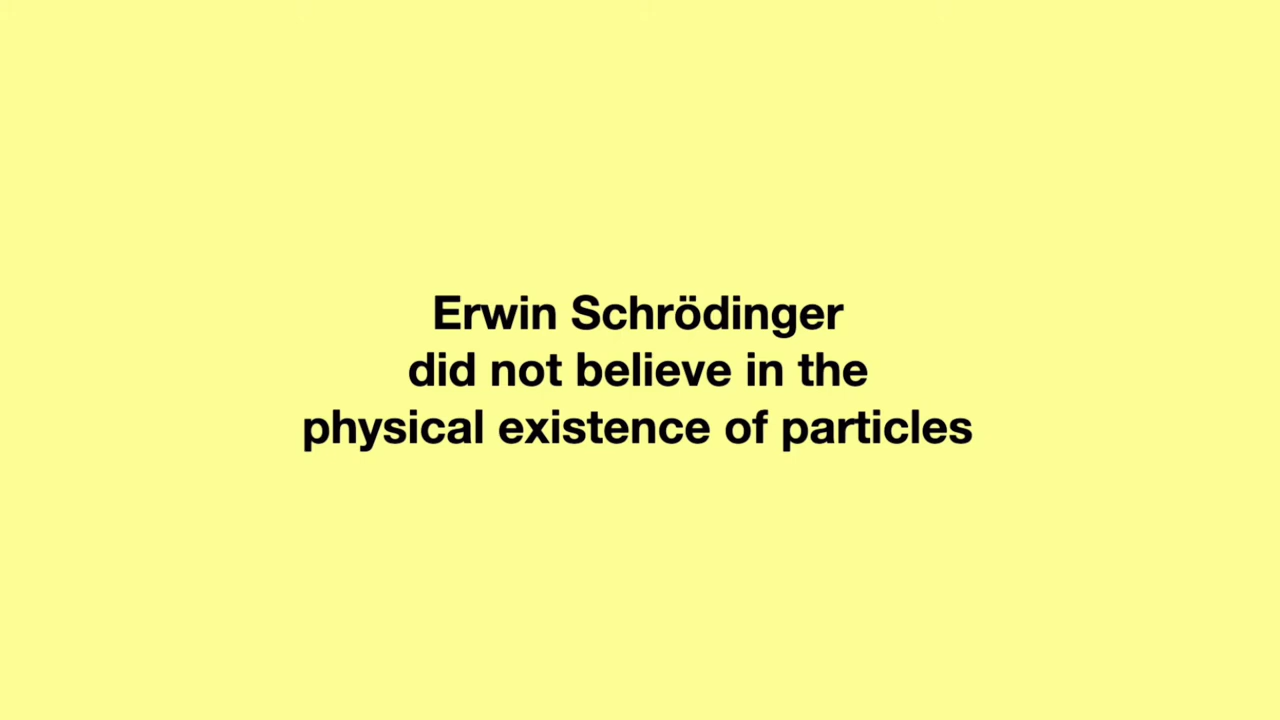 Erwin Schrödinger
did not believe in the
physical existence of particles